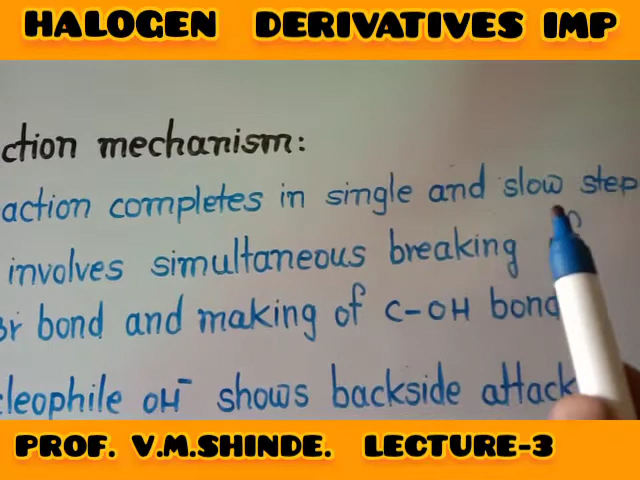 HALOGEN DERIVATIVES IMP
ction mechanism:
action completes in single and slow step
involves simultaneous breaking
Br bond and making of C-OH bond
cleophile OH⁻ shows backside attack
PROF. V.M.SHINDE. LECTURE-3